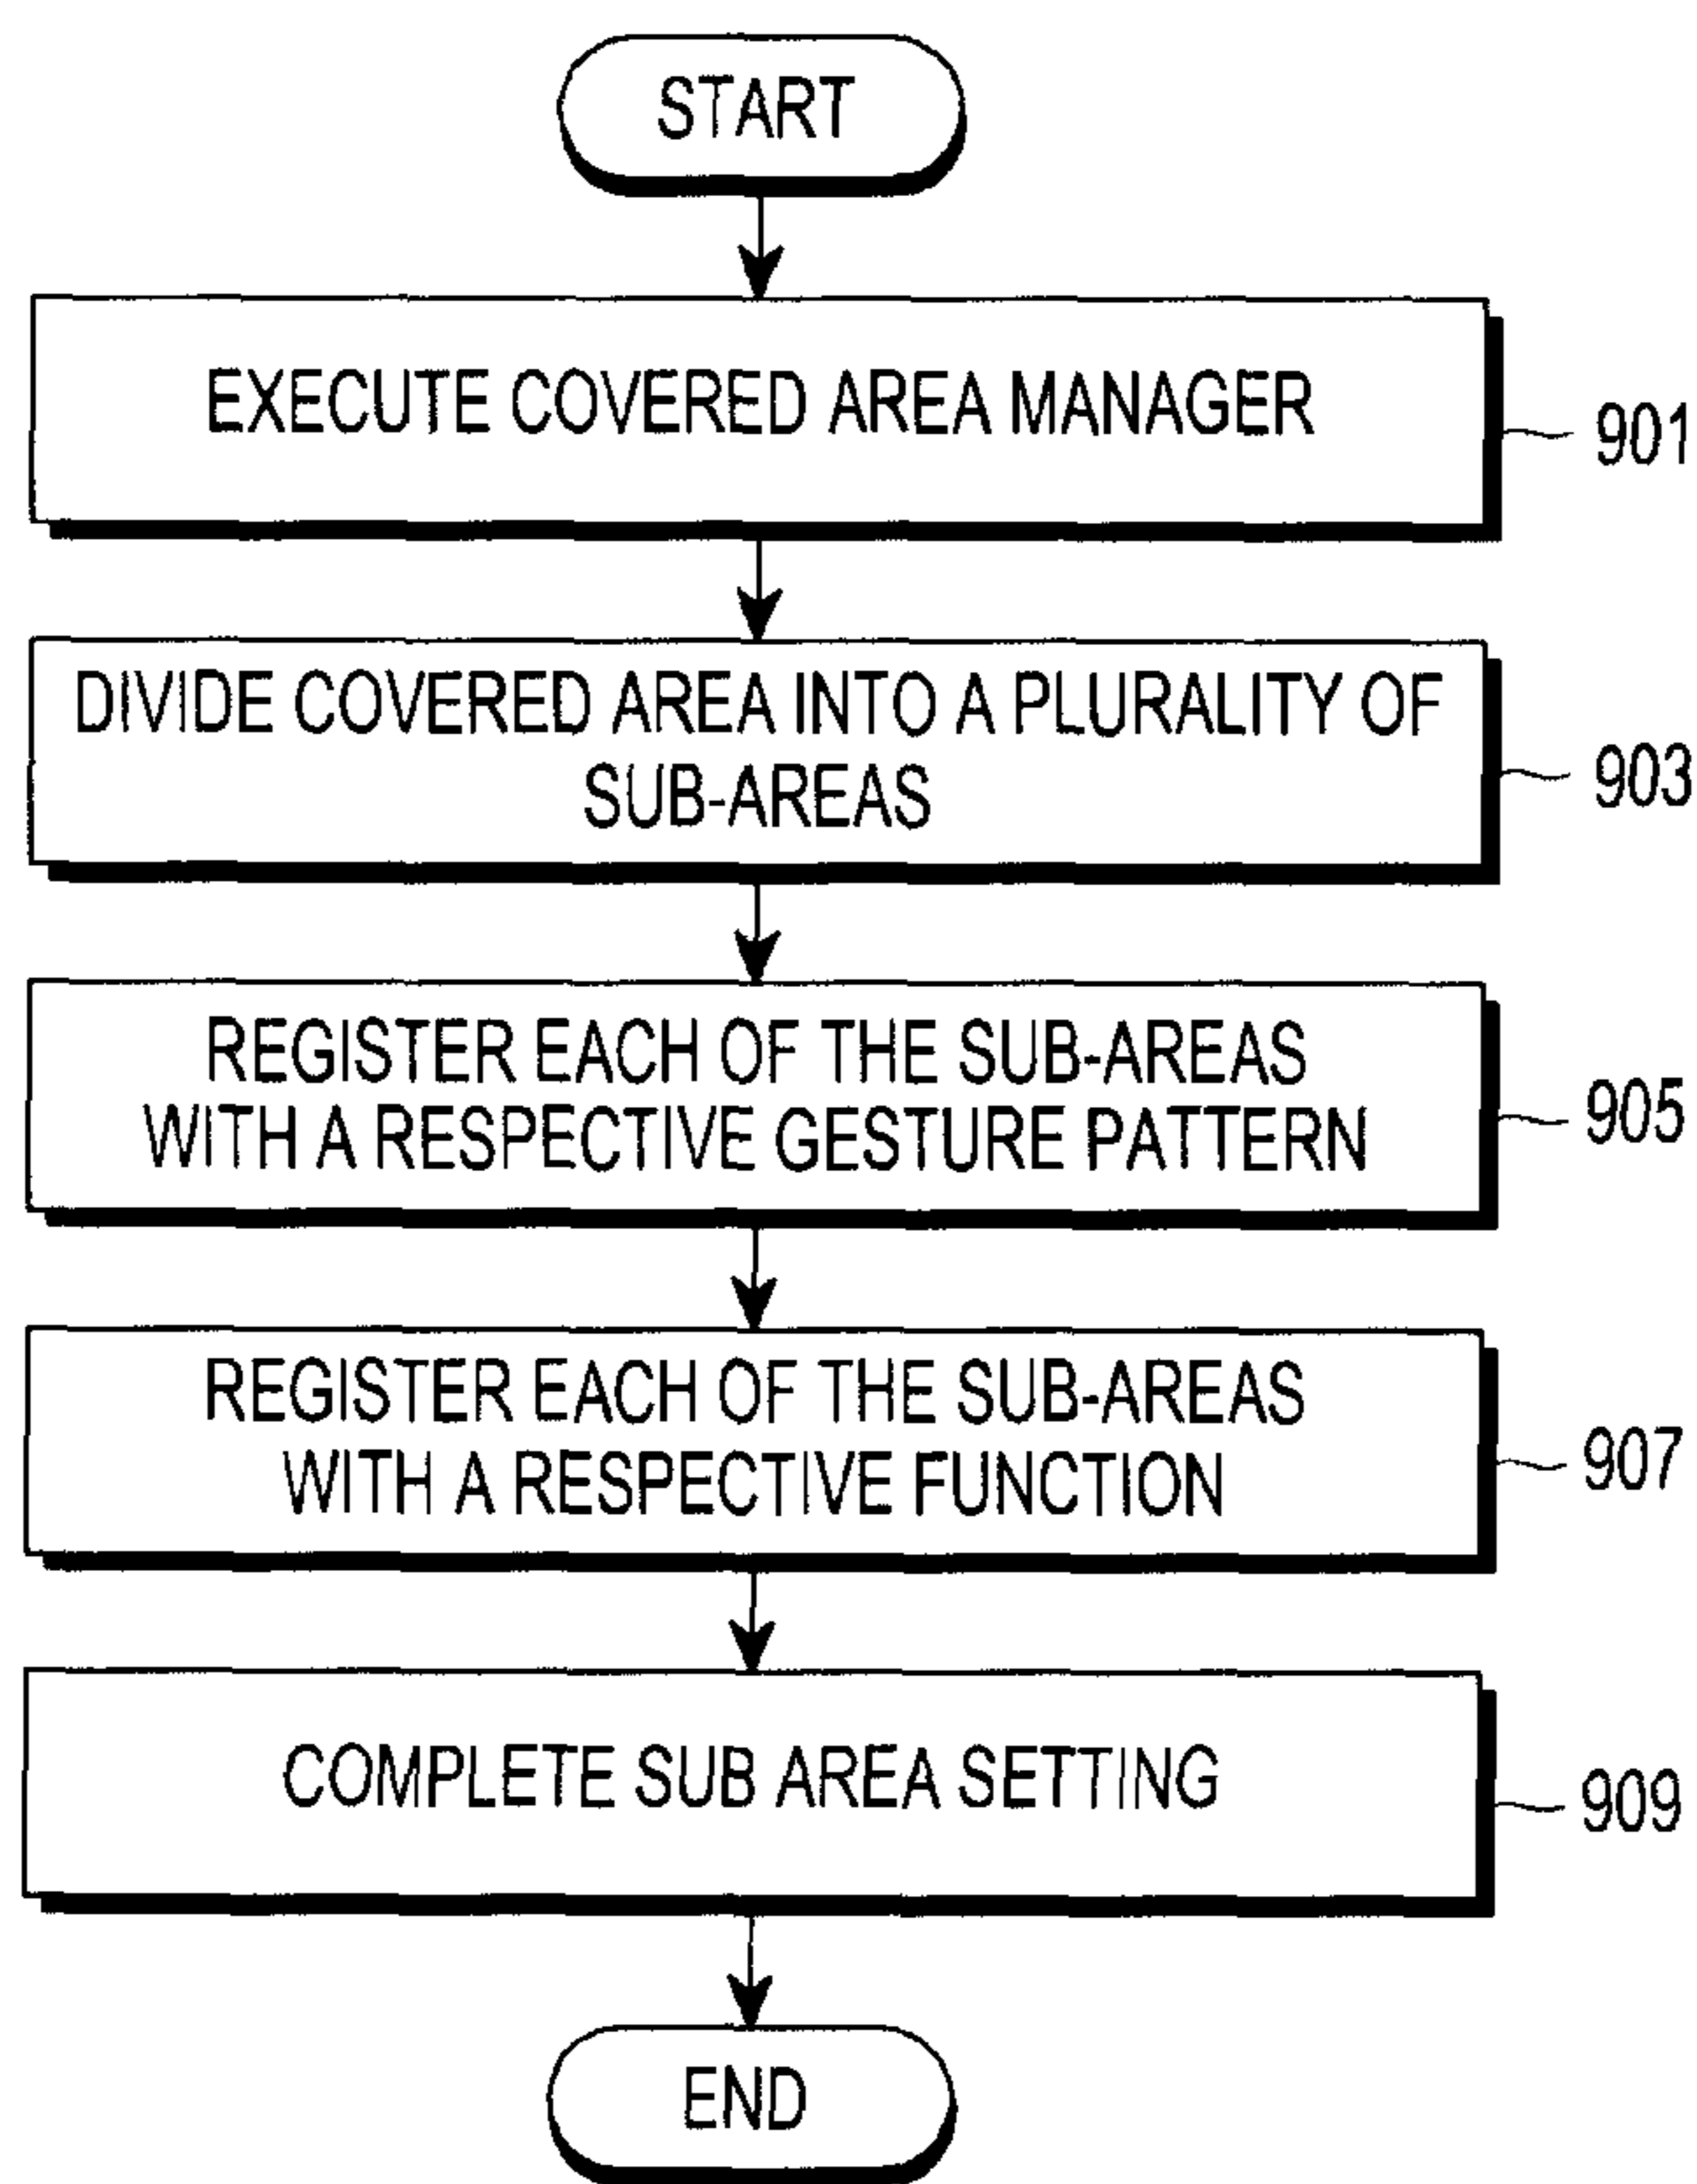 START
EXECUTE COVERED AREA MANAGER
901
DIVIDE COVERED AREA INTO A PLURALITY OF
SUB-AREAS
903
REGISTER EACH OF THE SUB-AREAS
WITH A RESPECTIVE GESTURE PATTERN
905
REGISTER EACH OF THE SUB-AREAS
WITH A RESPECTIVE FUNCTION
907
COMPLETE SUB AREA SETTING
909
END